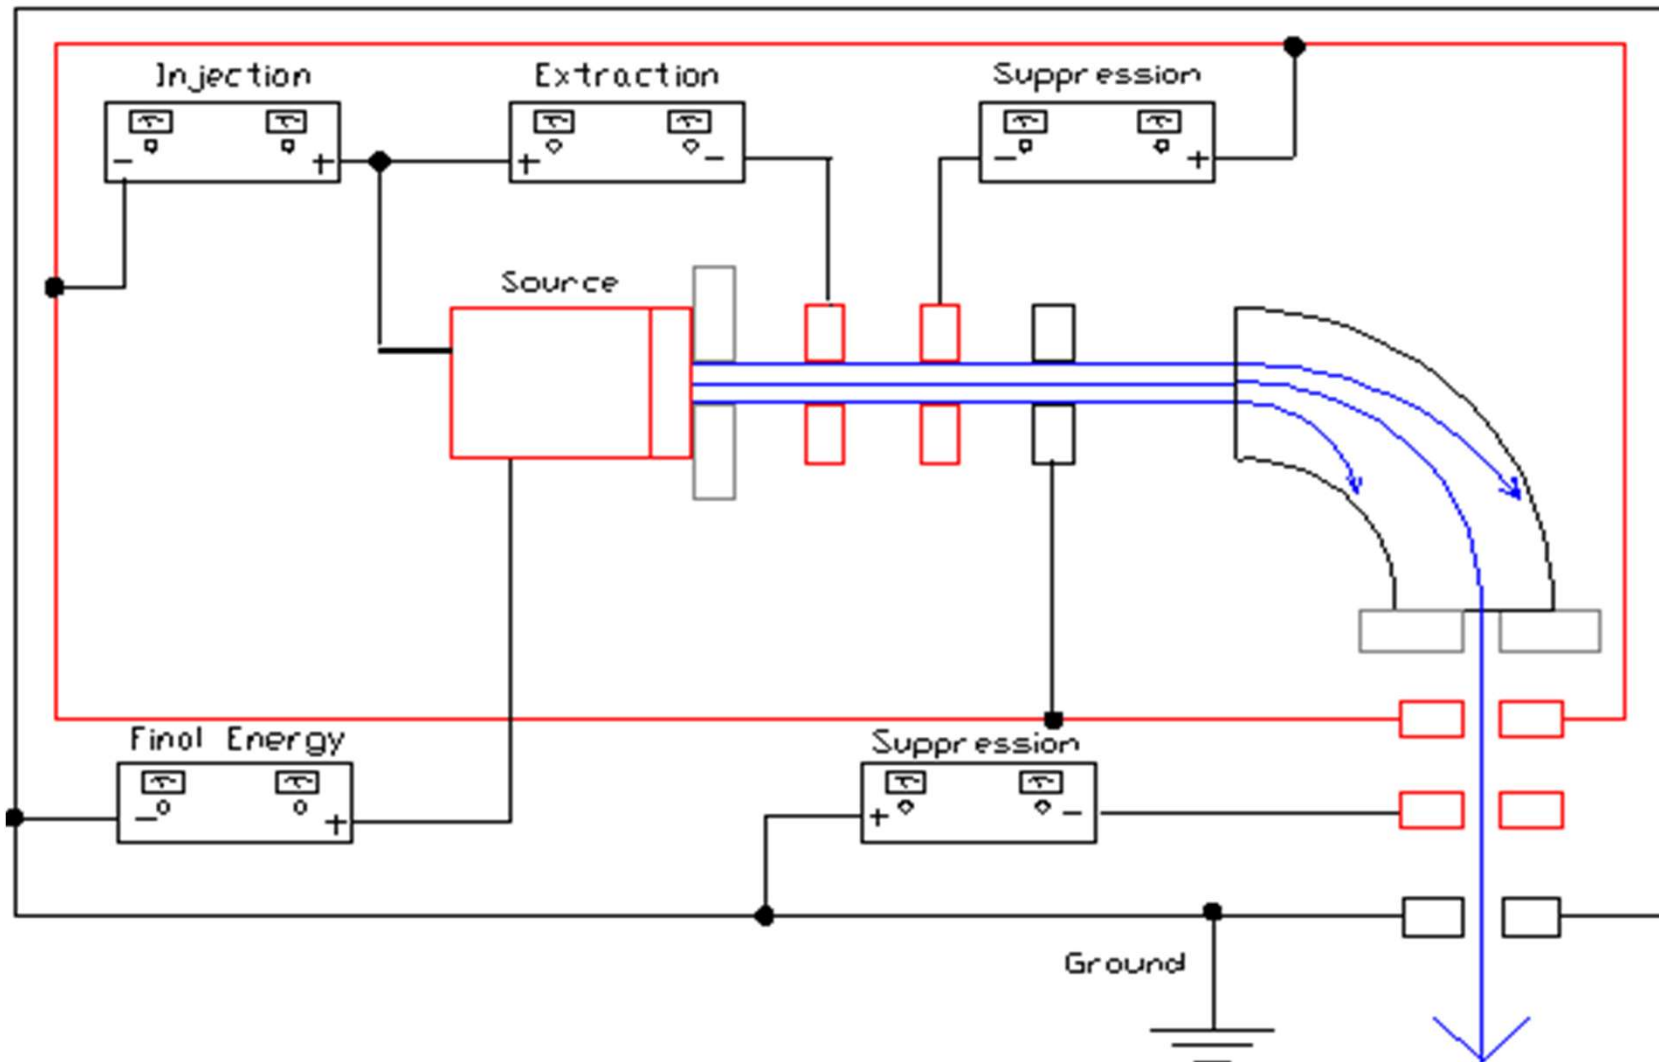 Injection
Extraction
Suppression
- +
+ -
- +
Source
Final Energy
Suppression
- +
+ -
Ground